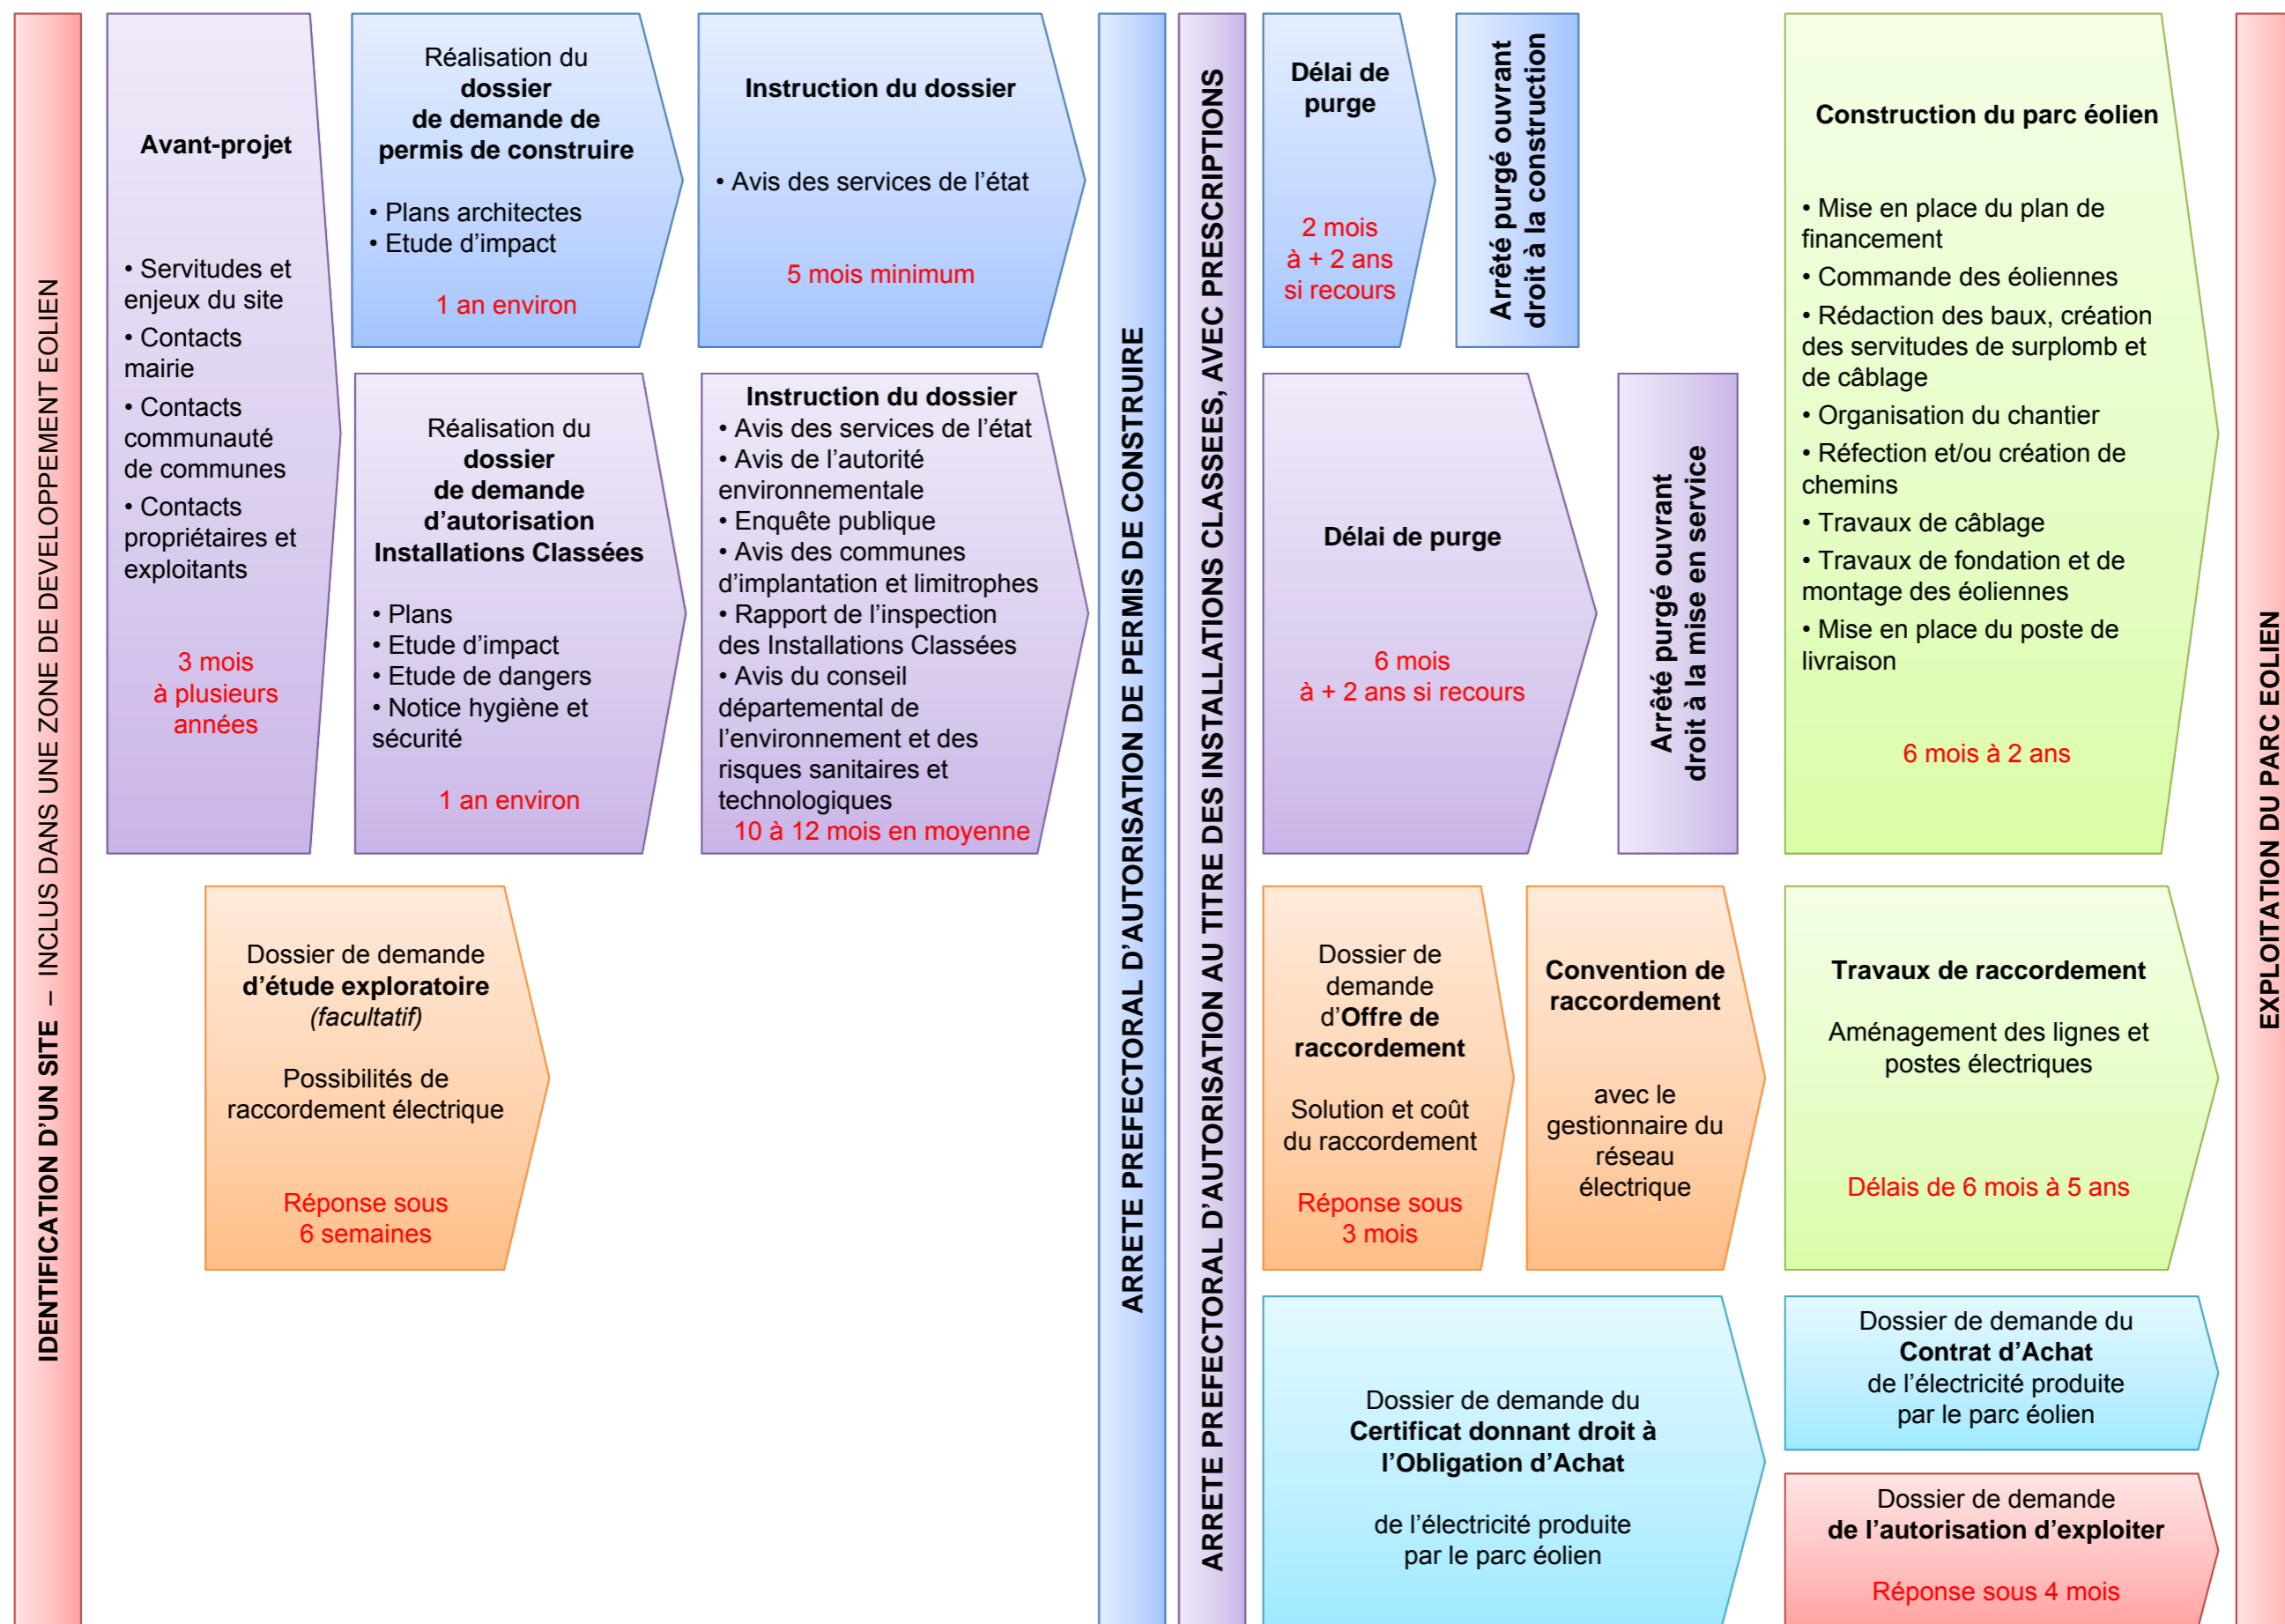 IDENTIFICATION D'UN SITE – INCLUS DANS UNE ZONE DE DEVELOPPEMENT EOLIEN
Avant-projet
• Servitudes et
enjeux du site
• Contacts
mairie
• Contacts
communauté
de communes
• Contacts
propriétaires et
exploitants
3 mois
à plusieurs
années
Réalisation du
dossier
de demande de
permis de construire
• Plans architectes
• Etude d'impact
1 an environ
Instruction du dossier
• Avis des services de l'état
5 mois minimum
Réalisation du
dossier
de demande
d'autorisation
Installations Classées
• Plans
• Etude d'impact
• Etude de dangers
• Notice hygiène et
sécurité
1 an environ
Instruction du dossier
• Avis des services de l'état
• Avis de l'autorité
environnementale
• Enquête publique
• Avis des communes
d'implantation et limitrophes
• Rapport de l'inspection
des Installations Classées
• Avis du conseil
départemental de
l'environnement et des
risques sanitaires et
technologiques
10 à 12 mois en moyenne
Dossier de demande
d'étude exploratoire
(facultatif)
Possibilités de
raccordement électrique
Réponse sous
6 semaines
ARRETE PREFECTORAL D'AUTORISATION DE PERMIS DE CONSTRUIRE
ARRETE PREFECTORAL D'AUTORISATION AU TITRE DES INSTALLATIONS CLASSEES, AVEC PRESCRIPTIONS
Délai de
purge
2 mois
à + 2 ans
si recours
Arrêté purgé ouvrant
droit à la construction
Délai de purge
6 mois
à + 2 ans si recours
Arrêté purgé ouvrant
droit à la mise en service
Dossier de
demande
d'Offre de
raccordement
Solution et coût
du raccordement
Réponse sous
3 mois
Convention de
raccordement
avec le
gestionnaire du
réseau
électrique
Dossier de demande du
Certificat donnant droit à
l'Obligation d'Achat
de l'électricité produite
par le parc éolien
Construction du parc éolien
• Mise en place du plan de
financement
• Commande des éoliennes
• Rédaction des baux, création
des servitudes de surplomb et
de câblage
• Organisation du chantier
• Réfection et/ou création de
chemins
• Travaux de câblage
• Travaux de fondation et de
montage des éoliennes
• Mise en place du poste de
livraison
6 mois à 2 ans
Travaux de raccordement
Aménagement des lignes et
postes électriques
Délais de 6 mois à 5 ans
Dossier de demande du
Contrat d'Achat
de l'électricité produite
par le parc éolien
Dossier de demande
de l'autorisation d'exploiter
Réponse sous 4 mois
EXPLOITATION DU PARC EOLIEN